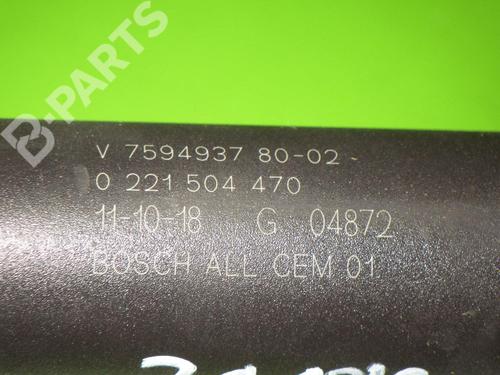 B-PARTS
V 7594937 80-02
0 221 504 470
11-10-18 G 04872
BOSCH ALL CEM 01